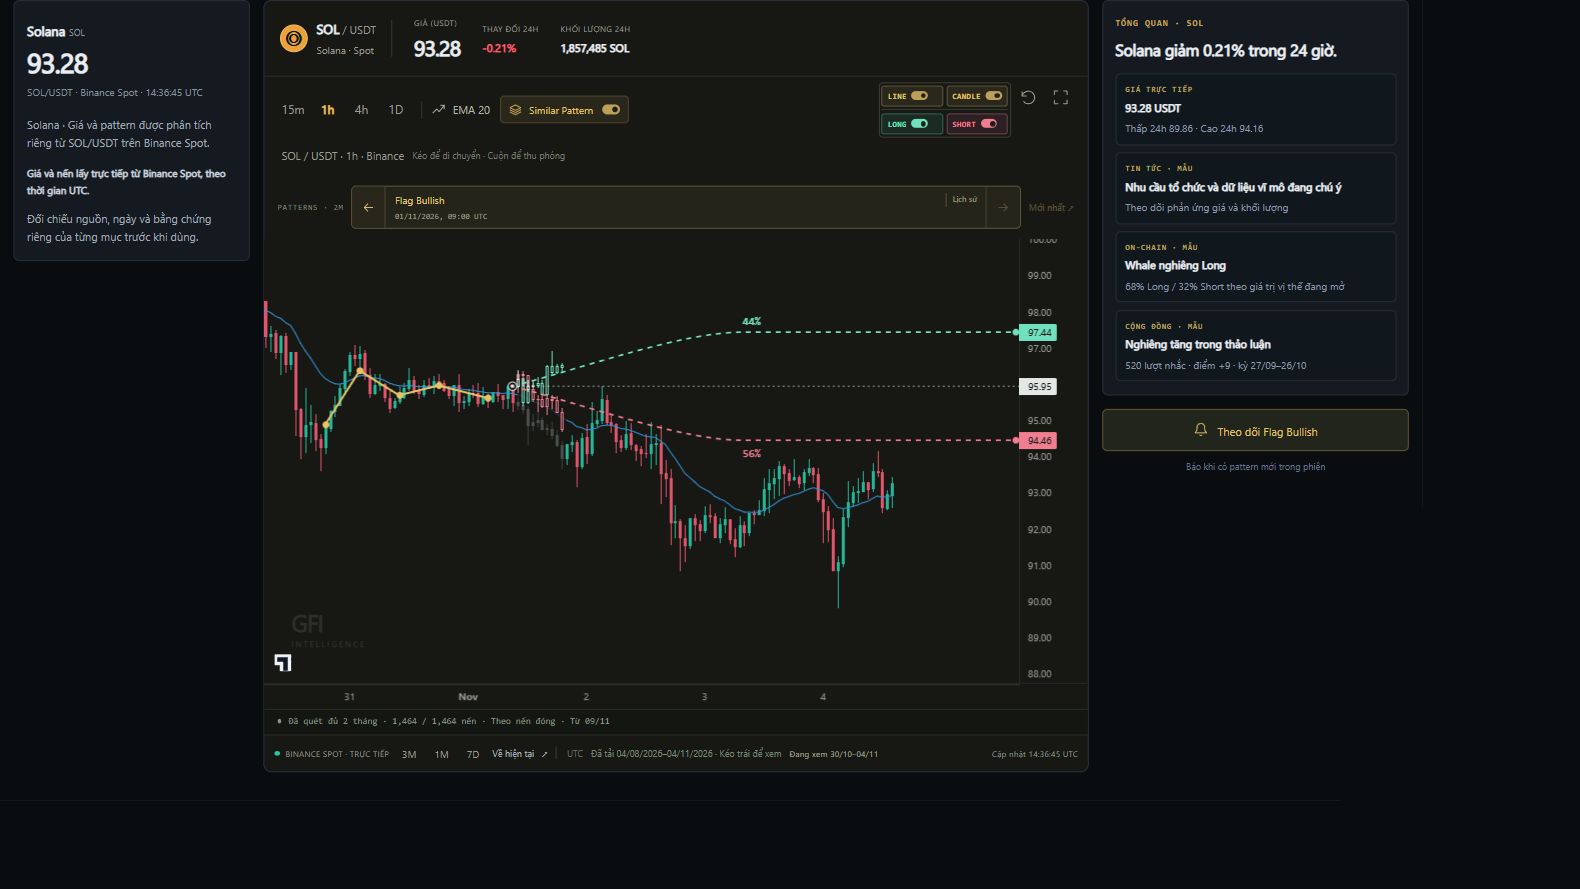 Solana SOL
93.28
SOL/USDT · Binance Spot · 14:36:45 UTC
Solana · Giá và pattern được phân tích
riêng từ SOL/USDT trên Binance Spot.
Giá và nến lấy trực tiếp từ Binance Spot, theo
thời gian UTC.
Đối chiếu nguồn, ngày và bằng chứng
riêng của từng mục trước khi dùng.
SOL / USDT
Solana · Spot
GIÁ (USDT)
93.28
THAY ĐỔI 24H
-0.21%
KHỐI LƯỢNG 24H
1,857,485 SOL
15m 1h 4h 1D EMA 20 Similar Pattern
LINE CANDLE
LONG SHORT
SOL / USDT · 1h · Binance Kéo để di chuyển · Cuộn để thu phóng
PATTERNS · 2M
Flag Bullish
01/11/2026, 09:00 UTC
Lịch sử
Mới nhất ↗
100.00
99.00
98.00
44%
97.44
97.00
95.95
95.00
94.46
56%
94.00
93.00
92.00
91.00
90.00
89.00
88.00
GFI
INTELLIGENCE
31 Nov 2 3 4
Đã quét đủ 2 tháng · 1,464 / 1,464 nến · Theo nến đóng · Từ 09/11
BINANCE SPOT · TRỰC TIẾP 3M 1M 7D Về hiện tại ↗ UTC Đã tải 04/08/2026–04/11/2026 · Kéo trái để xem Đang xem 30/10–04/11 Cập nhật 14:36:45 UTC
TỔNG QUAN · SOL
Solana giảm 0.21% trong 24 giờ.
GIÁ TRỰC TIẾP
93.28 USDT
Thấp 24h 89.86 · Cao 24h 94.16
TIN TỨC · MẪU
Nhu cầu tổ chức và dữ liệu vĩ mô đang chú ý
Theo dõi phản ứng giá và khối lượng
ON-CHAIN · MẪU
Whale nghiêng Long
68% Long / 32% Short theo giá trị vị thế đang mở
CỘNG ĐỒNG · MẪU
Nghiêng tăng trong thảo luận
520 lượt nhắc · điểm +9 · kỳ 27/09–26/10
Theo dõi Flag Bullish
Báo khi có pattern mới trong phiên